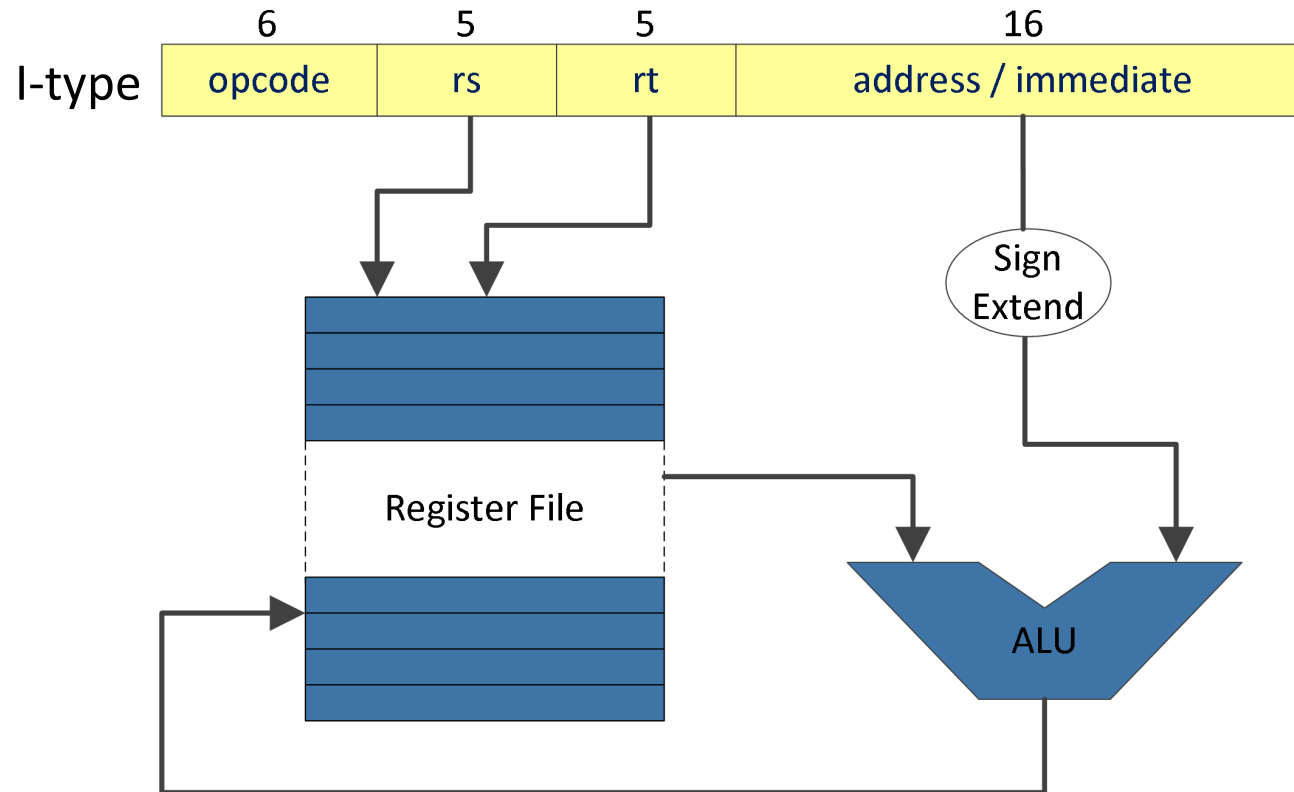 6 5 5 16
I-type opcode rs rt address / immediate
Sign
Extend
Register File
ALU